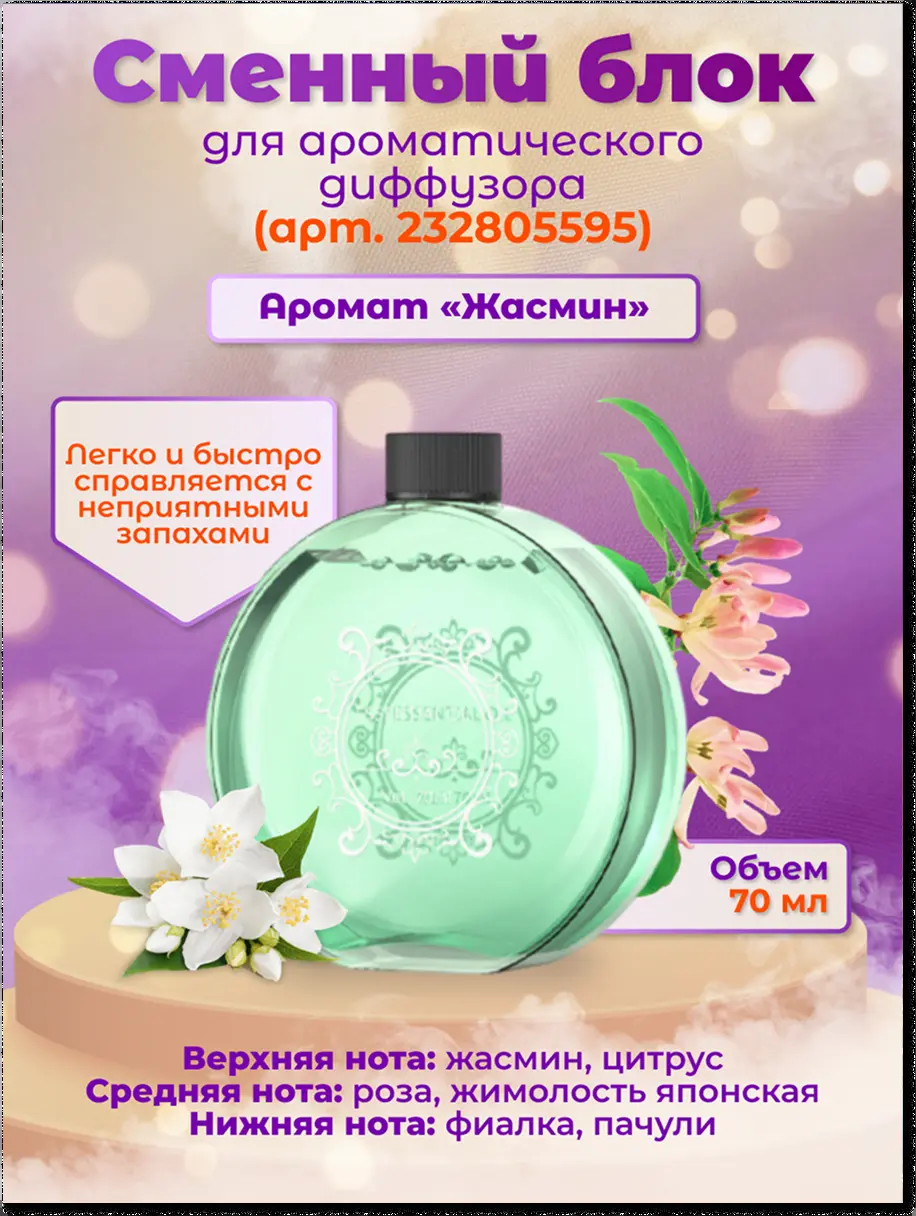 Сменный блок
для ароматического
диффузора
(арт. 232805595)
Аромат «Жасмин»
Легко и быстро
справляется с
неприятными
запахами
Объем
70 мл
Верхняя нота: жасмин, цитрус
Средняя нота: роза, жимолость японская
Нижняя нота: фиалка, пачули